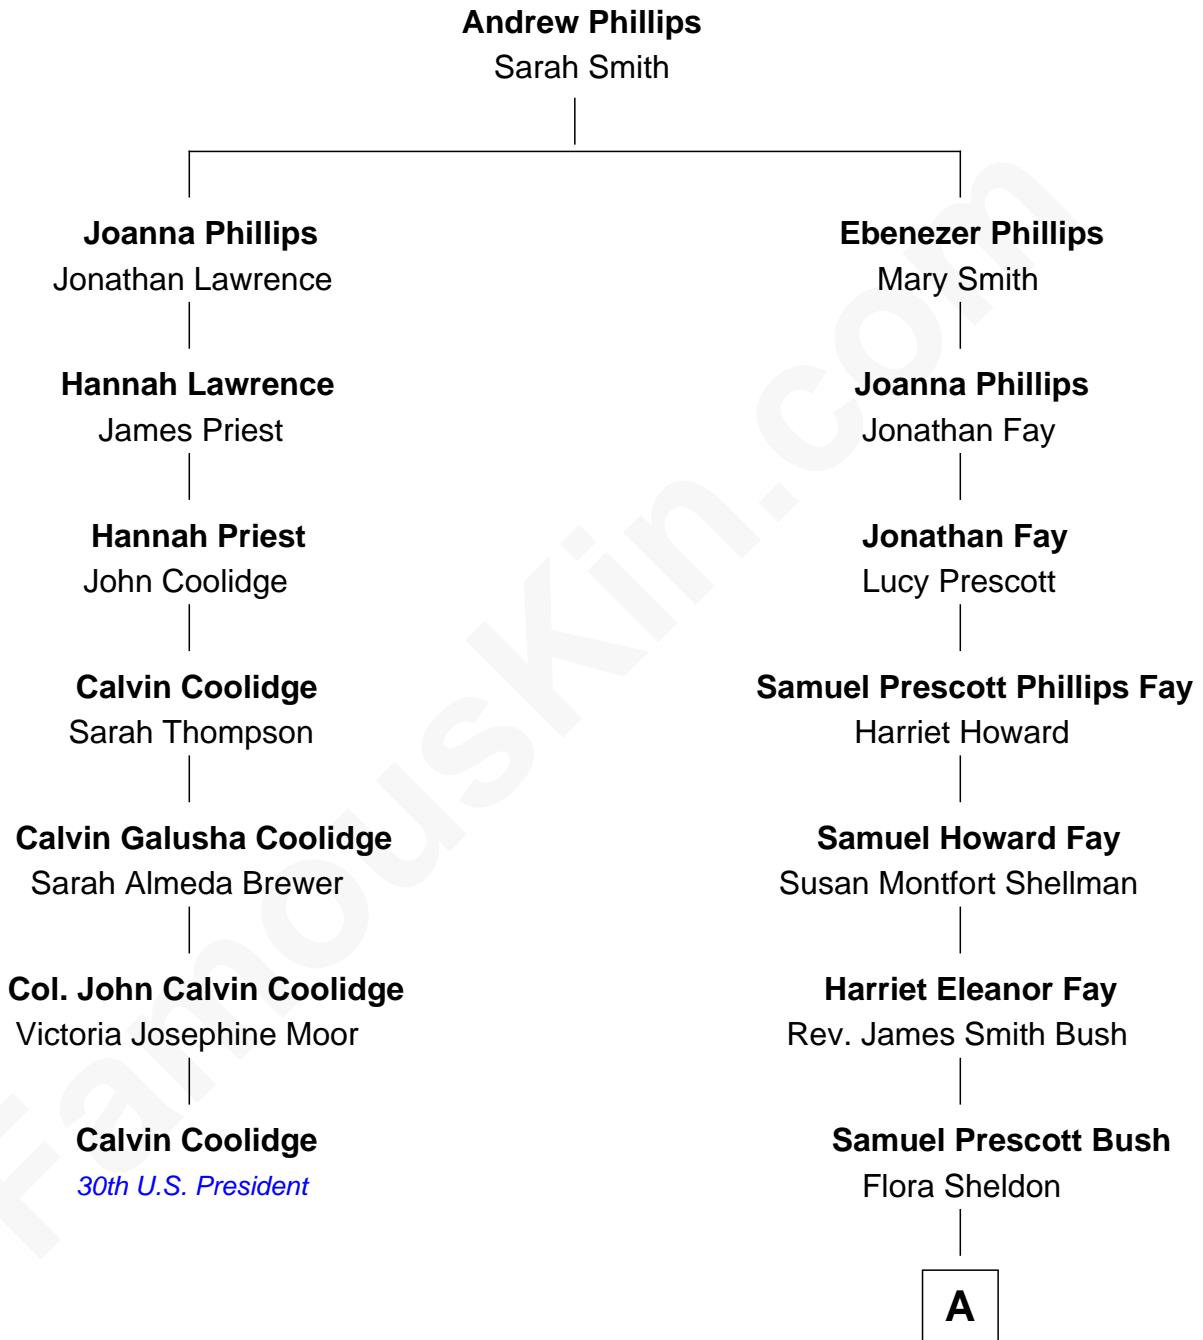 Andrew Phillips
Sarah Smith
Joanna Phillips
Jonathan Lawrence
Ebenezer Phillips
Mary Smith
Hannah Lawrence
James Priest
Joanna Phillips
Jonathan Fay
Hannah Priest
John Coolidge
Jonathan Fay
Lucy Prescott
Calvin Coolidge
Sarah Thompson
Samuel Prescott Phillips Fay
Harriet Howard
Calvin Galusha Coolidge
Sarah Almeda Brewer
Samuel Howard Fay
Susan Montfort Shellman
Col. John Calvin Coolidge
Victoria Josephine Moor
Harriet Eleanor Fay
Rev. James Smith Bush
Calvin Coolidge
30th U.S. President
Samuel Prescott Bush
Flora Sheldon
A
FamousKin.com